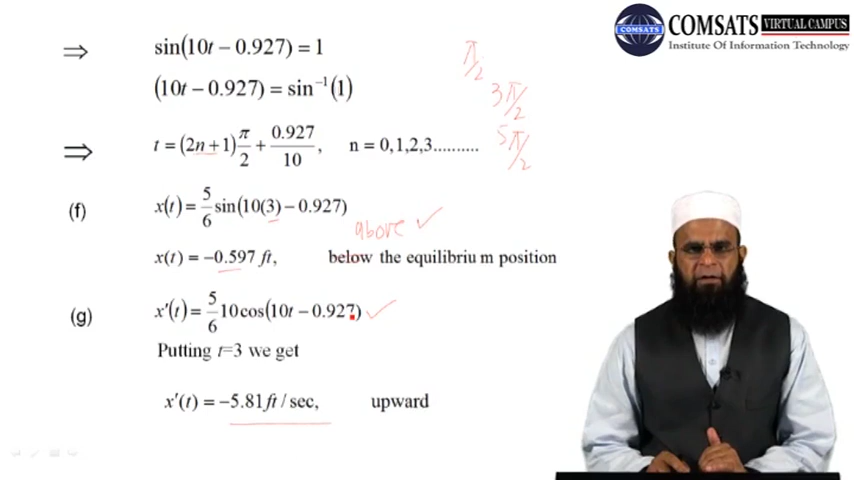 COMSATS VIRTUAL CAMPUS
Institute Of Information Technology
⇒ sin(10t − 0.927) = 1
π/2
(10t − 0.927) = sin⁻¹(1)
3π/2
⇒ t = (2n + 1)π/2 + 0.927/10, n = 0,1,2,3..........
5π/2
(f) x(t) = 5/6 sin(10(3) − 0.927)
above ✓
x(t) = −0.597 ft, below the equilibriu m position
(g) x′(t) = 5/6 10cos(10t − 0.927) ✓
Putting t=3 we get
x′(t) = −5.81 ft / sec, upward